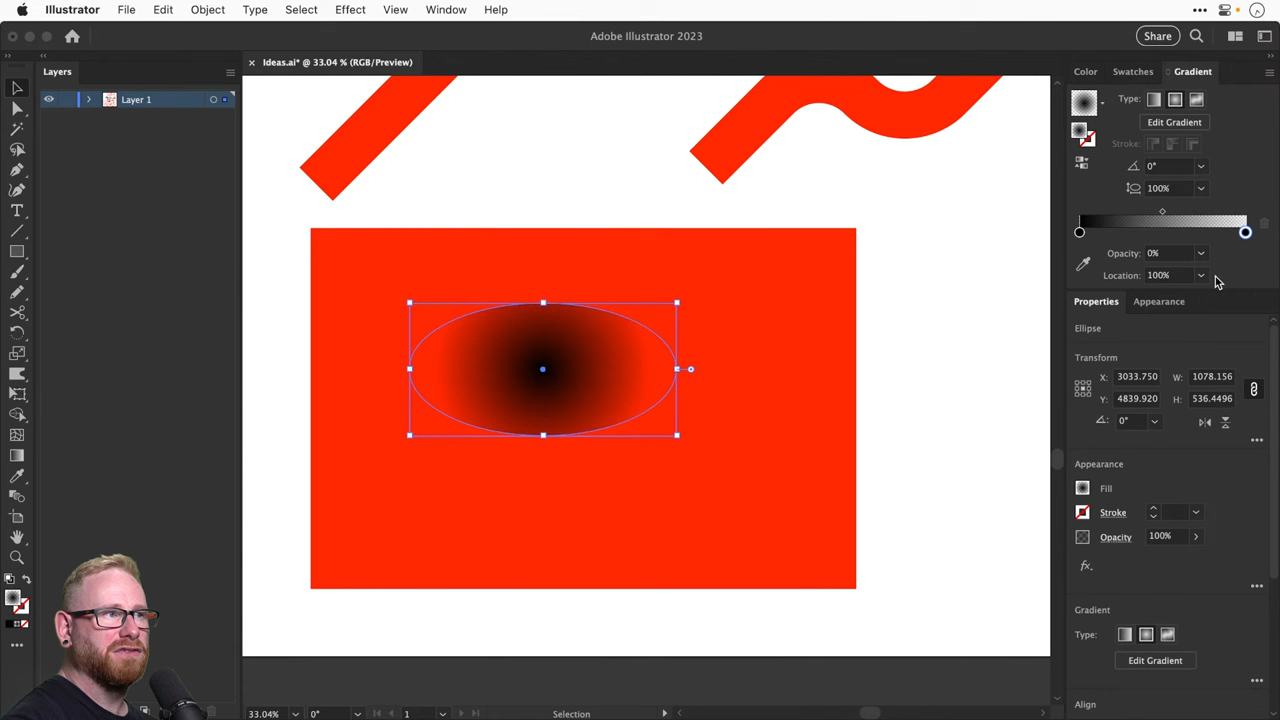 Illustrator File Edit Object Type Select Effect View Window Help
Adobe Illustrator 2023
Share
Layers
× Ideas.ai* @ 33.04 % (RGB/Preview)
Color Swatches Gradient
Layer 1
Type:
Edit Gradient
Stroke:
0°
100%
Opacity: 0%
Location: 100%
Properties Appearance
Ellipse
Transform
X: 3033.750 W: 1078.156
Y: 4839.920 H: 536.4496
0°
Appearance
Fill
Stroke
Opacity 100%
fx.
Gradient
Type:
Edit Gradient
Align
33.04% 0° 1 Selection